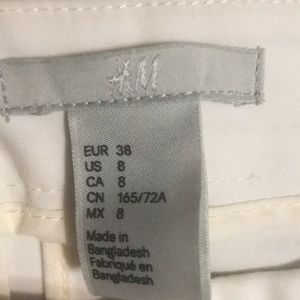 H&M
EUR 38
US 8
CA 8
CN 165/72A
MX 8
Made in
Bangladesh
Fabriqué en
Bangladesh